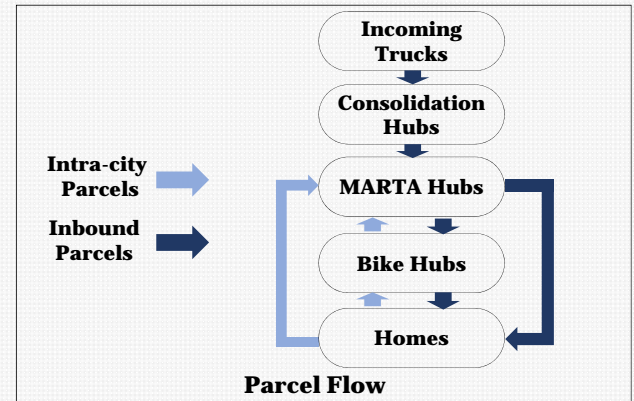 Incoming
Trucks
Consolidation
Hubs
Intra-city
Parcels
MARTA Hubs
Inbound
Parcels
Bike Hubs
Homes
Parcel Flow